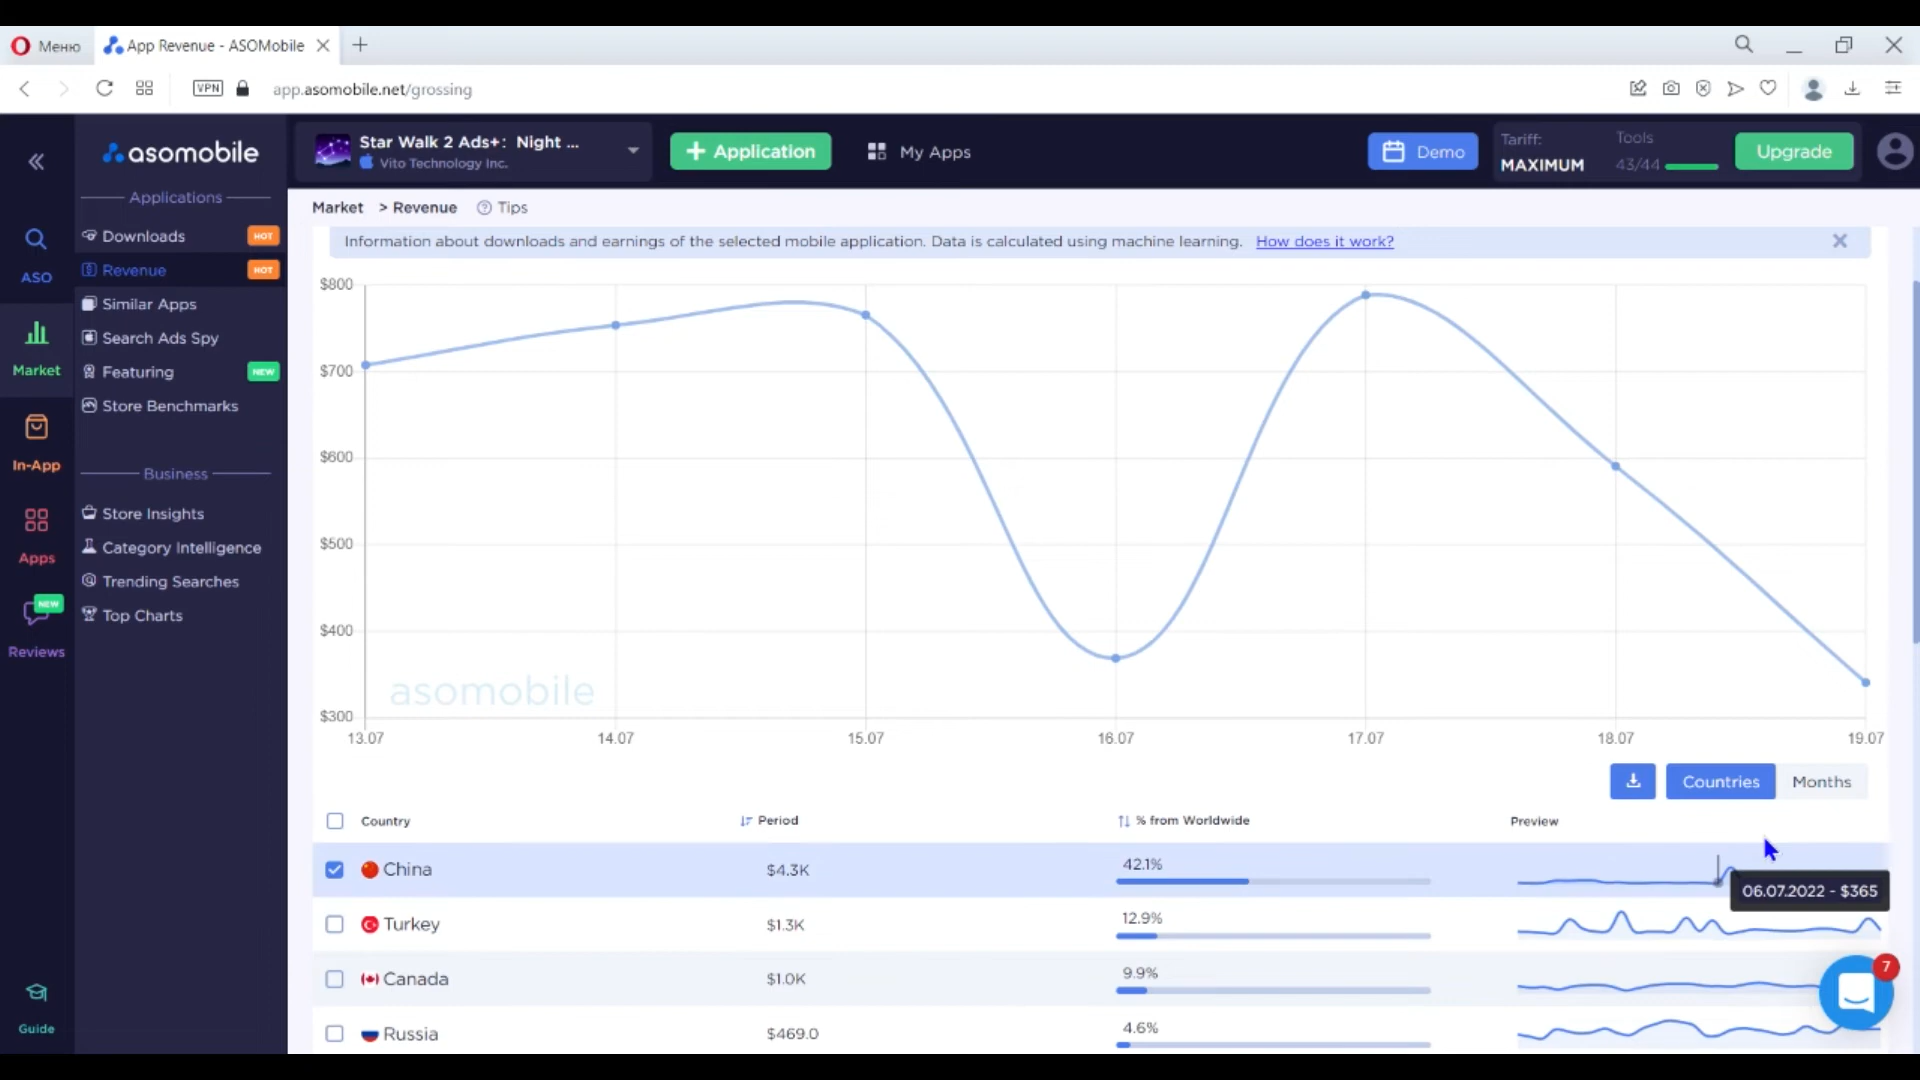 Меню
App Revenue - ASOMobile
VPN
app.asomobile.net/grossing
asomobile
Star Walk 2 Ads+: Night ...
Vito Technology Inc.
+ Application
My Apps
Demo
Tariff:
MAXIMUM
Tools
43/44
Upgrade
Applications
Downloads
HOT
Revenue
HOT
Similar Apps
Search Ads Spy
Featuring
NEW
Store Benchmarks
Business
Store Insights
Category Intelligence
Trending Searches
Top Charts
ASO
Market
In-App
Apps
NEW
Reviews
Guide
Market > Revenue
Tips
Information about downloads and earnings of the selected mobile application. Data is calculated using machine learning. How does it work?
$800
$700
$600
$500
$400
$300
asomobile
13.07
14.07
15.07
16.07
17.07
18.07
19.07
Countries
Months
Country
Period
% from Worldwide
Preview
China
$4.3K
42.1%
06.07.2022 - $365
Turkey
$1.3K
12.9%
Canada
$1.0K
9.9%
7
Russia
$469.0
4.6%